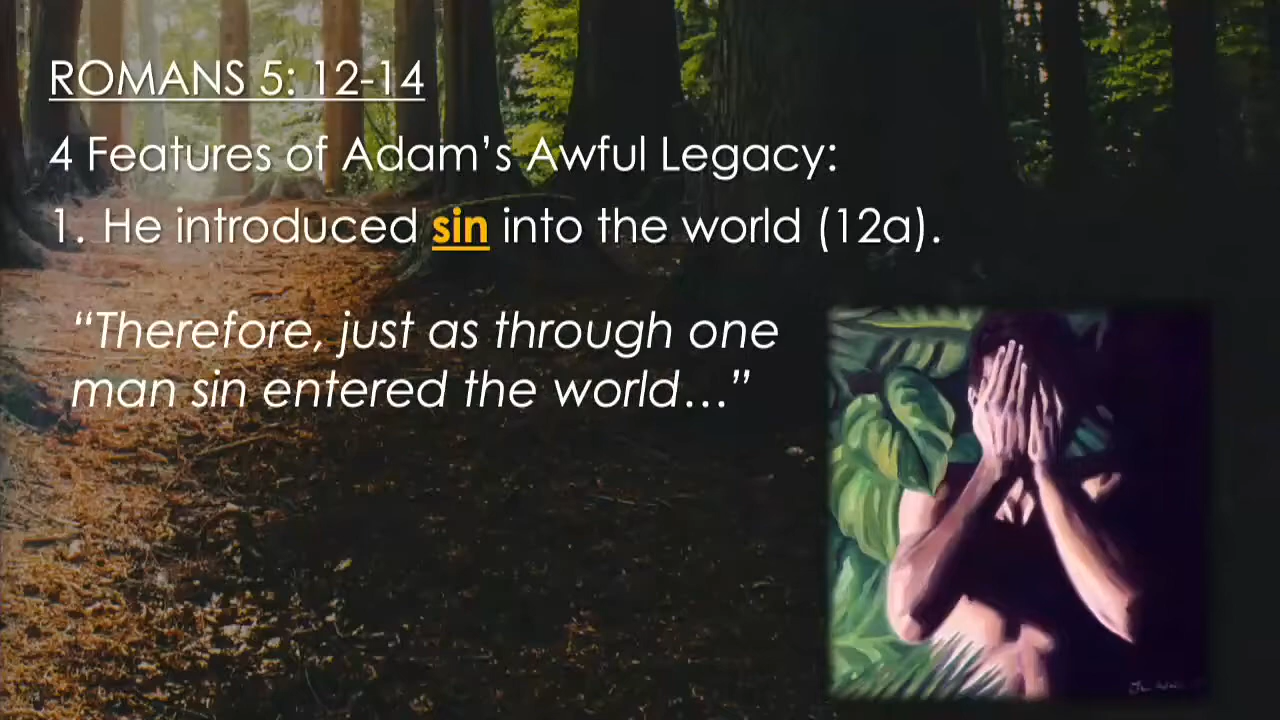 ROMANS 5: 12-14
4 Features of Adam’s Awful Legacy:
1. He introduced sin into the world (12a).
“Therefore, just as through one
man sin entered the world…”